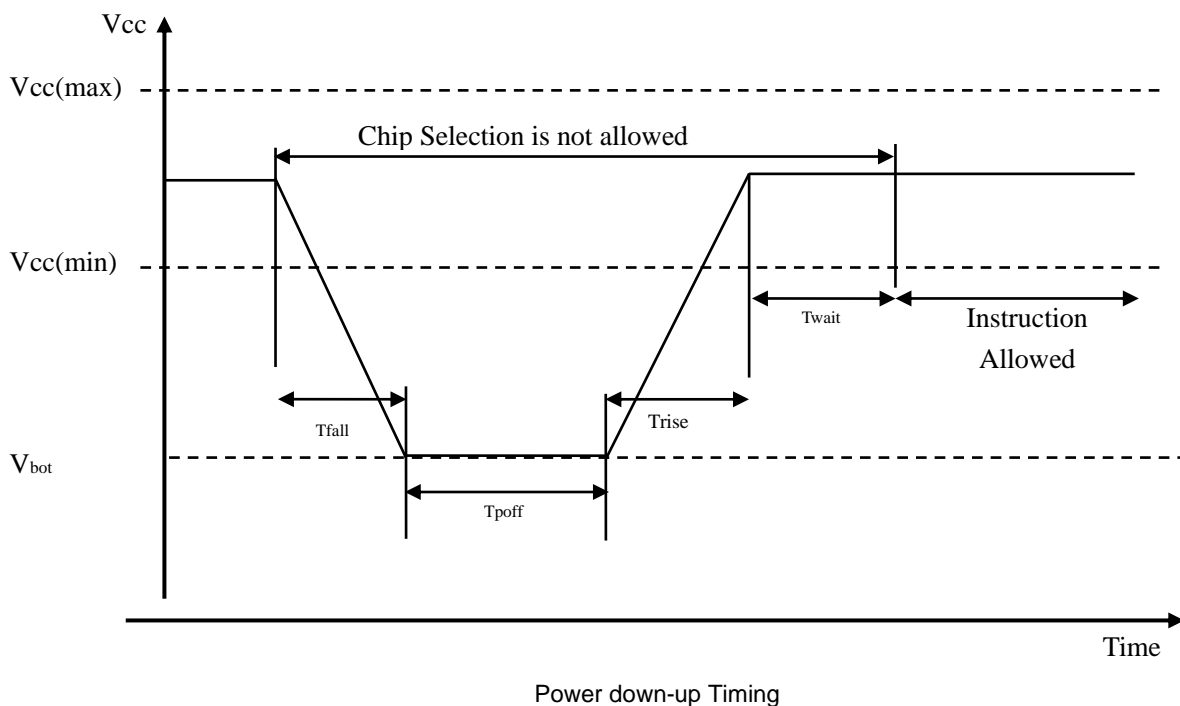 Vcc
Vcc(max)
Chip Selection is not allowed
Vcc(min)
Twait
Instruction
Allowed
Tfall
Trise
Vbot
Tpoff
Time
Power down-up Timing